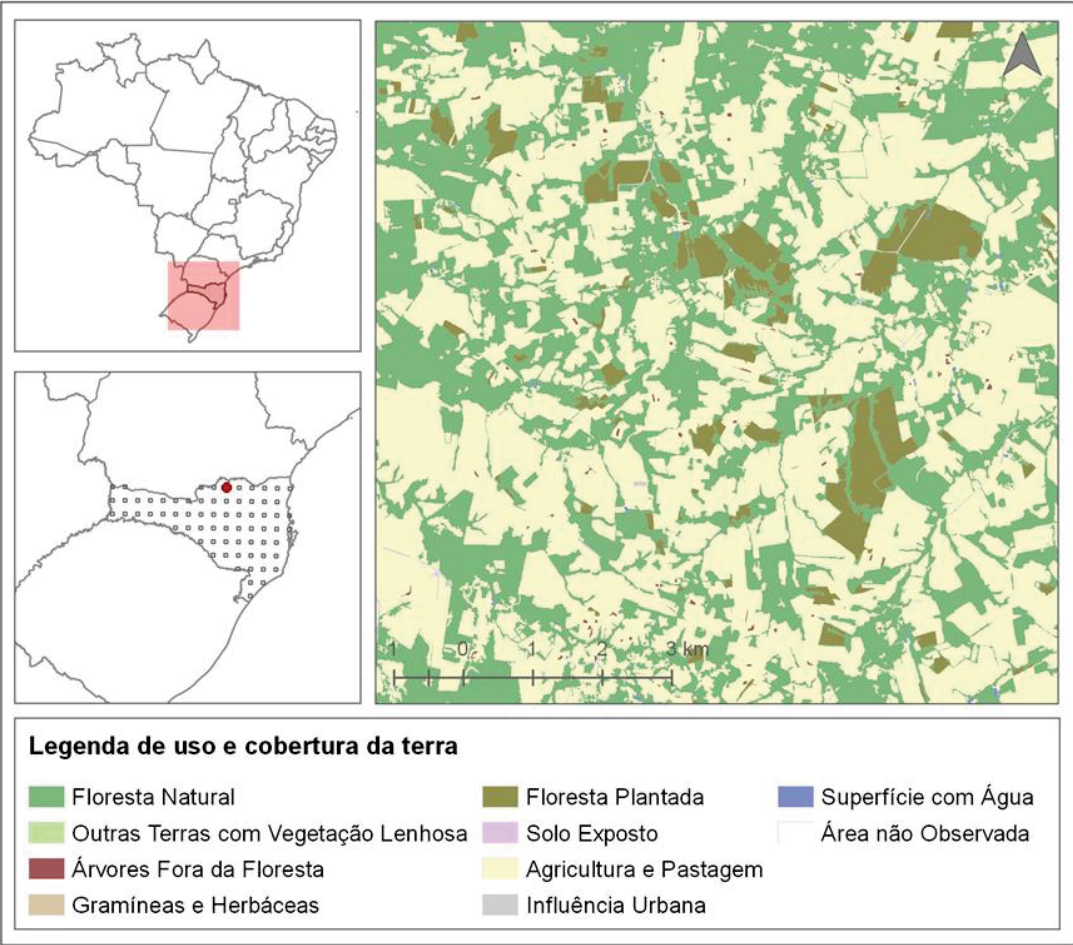 1 0 1 2 3 km
Legenda de uso e cobertura da terra
Floresta Natural
Outras Terras com Vegetação Lenhosa
Árvores Fora da Floresta
Gramíneas e Herbáceas
Floresta Plantada
Solo Exposto
Agricultura e Pastagem
Influência Urbana
Superfície com Água
Área não Observada